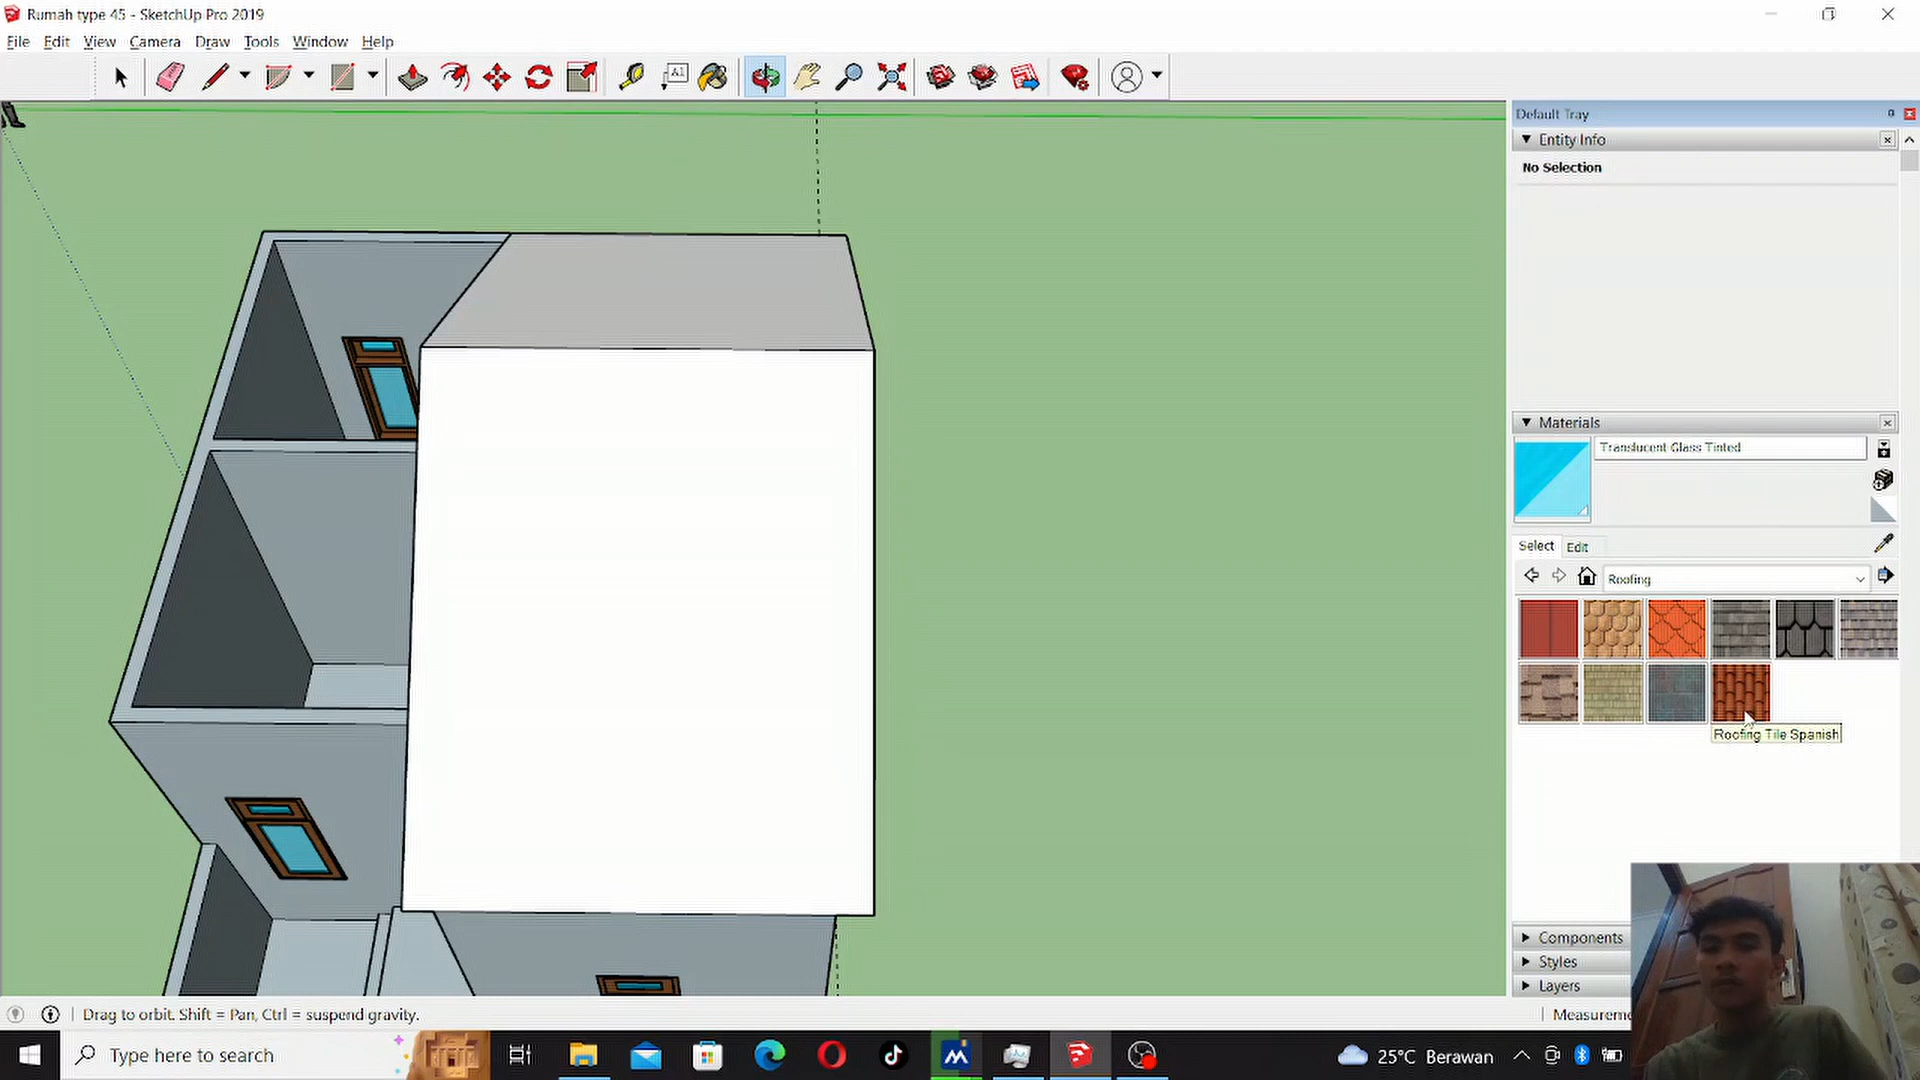 Rumah type 45 - SketchUp Pro 2019
File Edit View Camera Draw Tools Window Help
A1
Default Tray
Entity Info
No Selection
Materials
Translucent Glass Tinted
Select Edit
Roofing
Roofing Tile Spanish
Components
Styles
Layers
Drag to orbit. Shift = Pan, Ctrl = suspend gravity.
Measureme
Type here to search
25°C Berawan